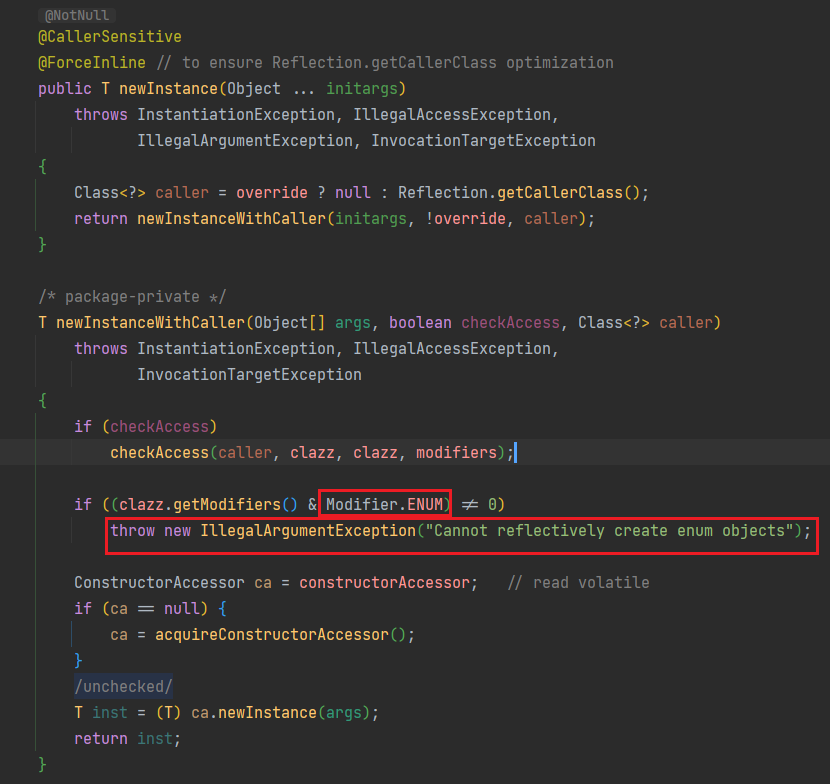 @NotNull
@CallerSensitive
@ForceInline // to ensure Reflection.getCallerClass optimization
public T newInstance(Object ... initargs)
    throws InstantiationException, IllegalAccessException,
           IllegalArgumentException, InvocationTargetException
{
    Class<?> caller = override ? null : Reflection.getCallerClass();
    return newInstanceWithCaller(initargs, !override, caller);
}
/* package-private */
T newInstanceWithCaller(Object[] args, boolean checkAccess, Class<?> caller)
    throws InstantiationException, IllegalAccessException,
           InvocationTargetException
{
    if (checkAccess)
        checkAccess(caller, clazz, clazz, modifiers);
    if ((clazz.getModifiers() & Modifier.ENUM) != 0)
        throw new IllegalArgumentException("Cannot reflectively create enum objects");
    ConstructorAccessor ca = constructorAccessor;   // read volatile
    if (ca == null) {
        ca = acquireConstructorAccessor();
    }
    /unchecked/
    T inst = (T) ca.newInstance(args);
    return inst;
}